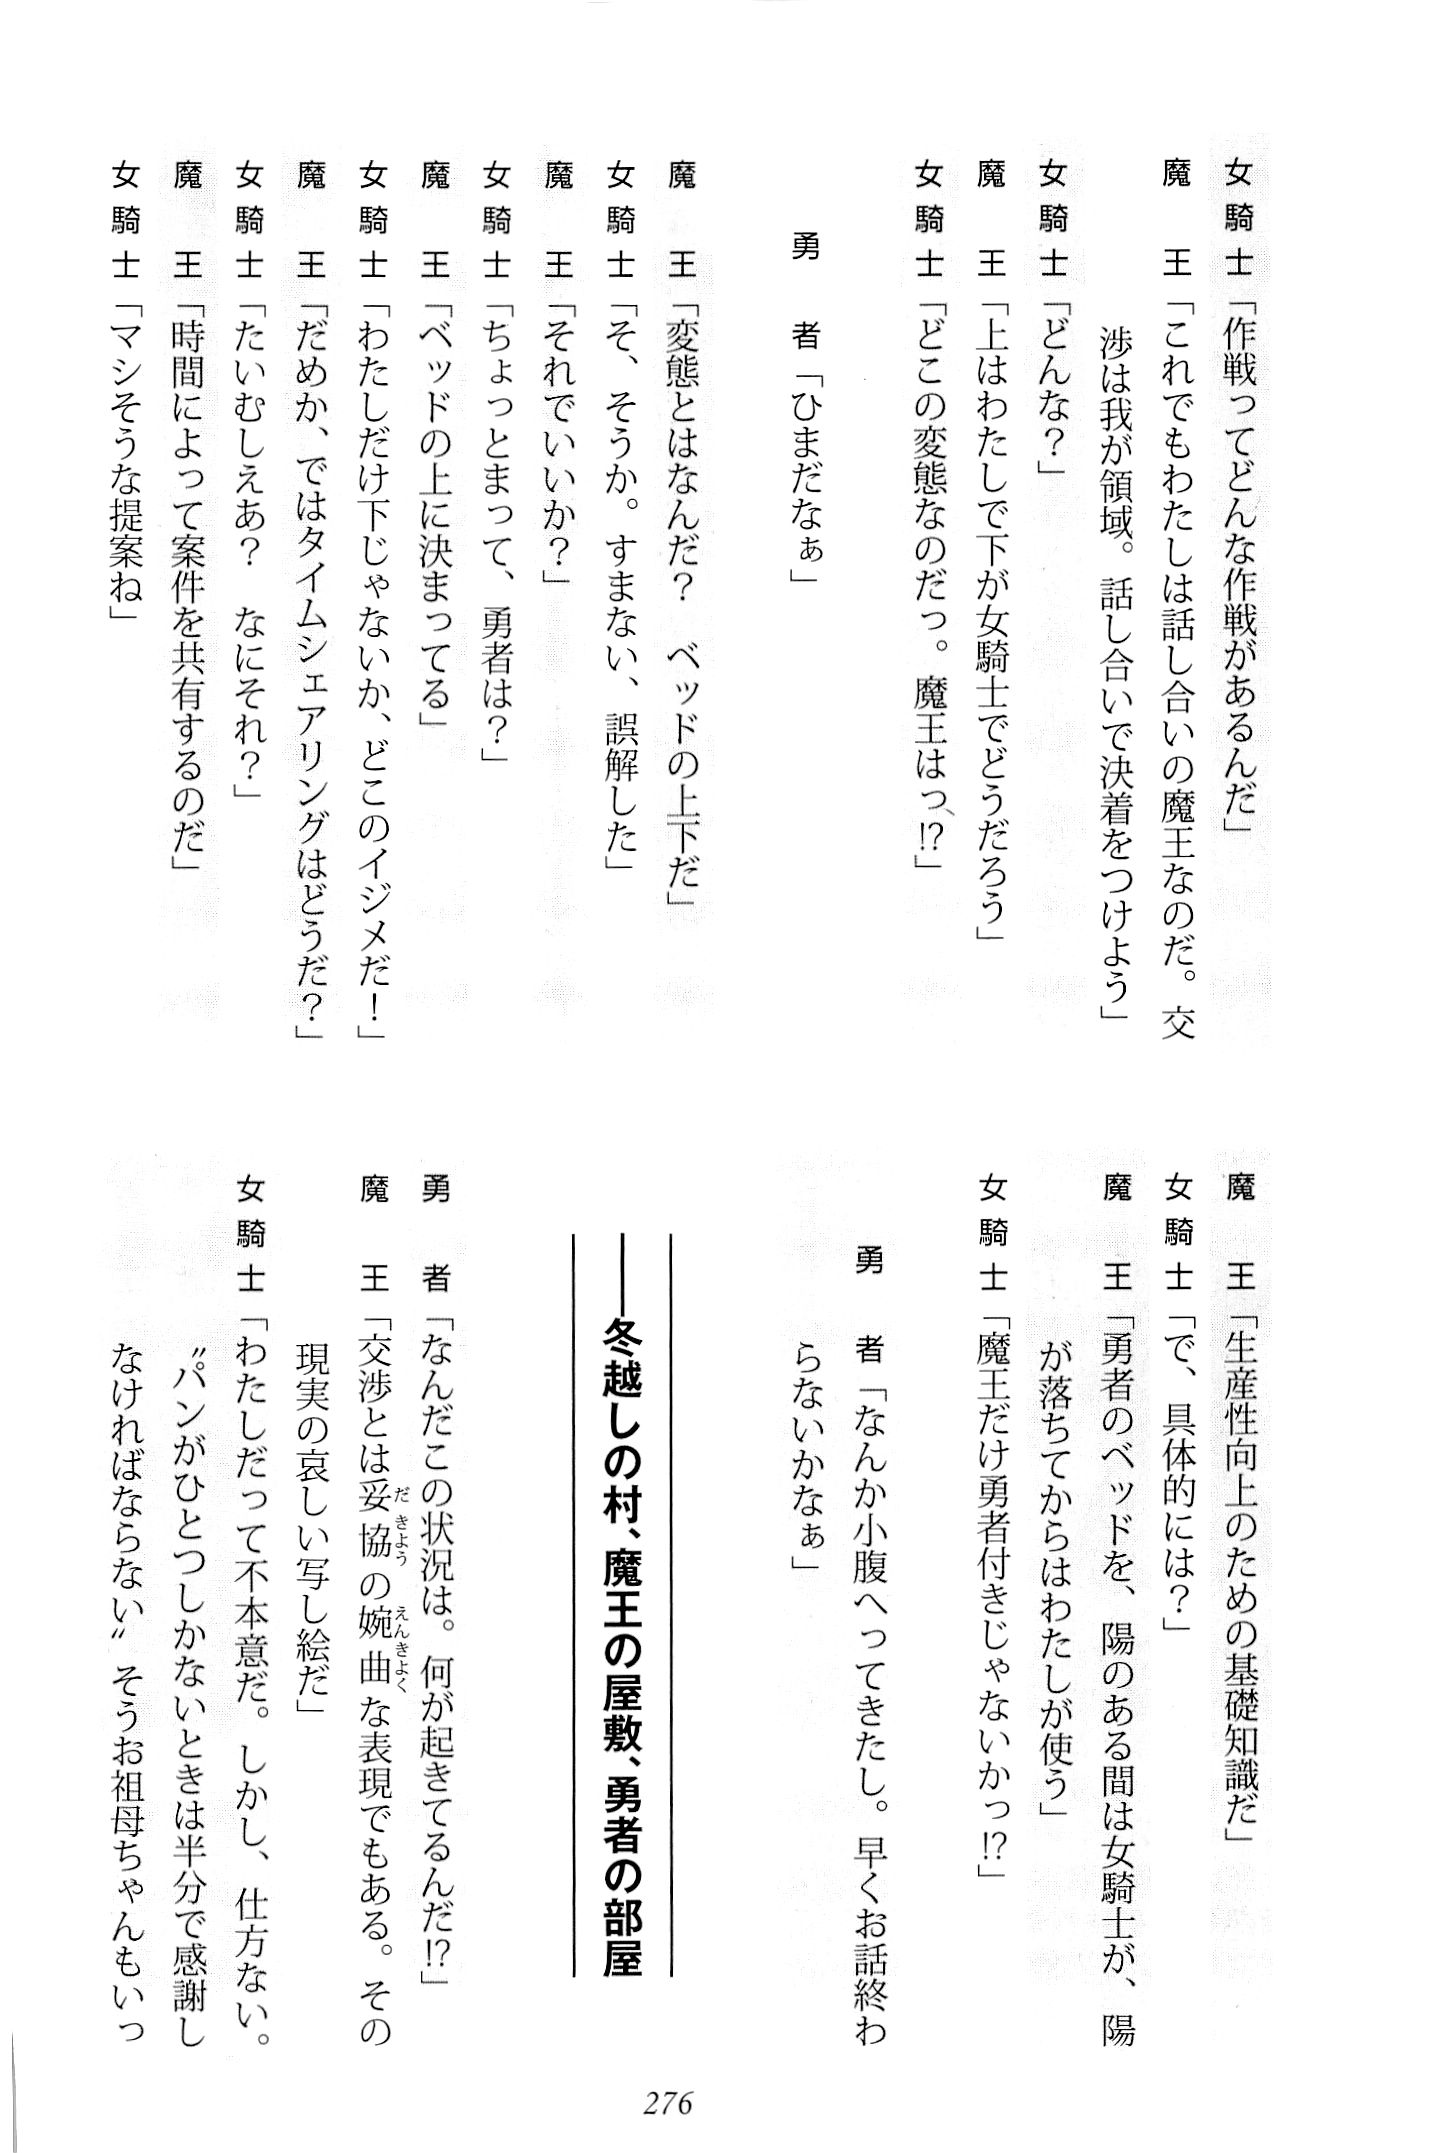 女騎士「作戦ってどんな作戦があるんだ」
魔　王「これでもわたしは話し合いの魔王なのだ。交
渉は我が領域。話し合いで決着をつけよう」
女騎士「どんな？」
魔　王「上はわたしで下が女騎士でどうだろう」
女騎士「どこの変態なのだっ。魔王はっ!?」
勇　者「ひまだなぁ」
魔　王「変態とはなんだ？　ベッドの上下だ」
女騎士「そ、そうか。すまない、誤解した」
魔　王「それでいいか？」
女騎士「ちょっとまって、勇者は？」
魔　王「ベッドの上に決まってる」
女騎士「わたしだけ下じゃないか、どこのイジメだ！」
魔　王「だめか、ではタイムシェアリングはどうだ？」
女騎士「たいむしえあ？　なにそれ？」
魔　王「時間によって案件を共有するのだ」
女騎士「マシそうな提案ね」
魔　王「生産性向上のための基礎知識だ」
女騎士「で、具体的には？」
魔　王「勇者のベッドを、陽のある間は女騎士が、陽
が落ちてからはわたしが使う」
女騎士「魔王だけ勇者付きじゃないかっ!?」
勇　者「なんか小腹へってきたし。早くお話終わ
らないかなぁ」
――冬越しの村、魔王の屋敷、勇者の部屋
勇　者「なんだこの状況は。何が起きてるんだ!?」
魔　王「交渉とは妥協の婉曲な表現でもある。その
だきょう
えんきょく
現実の哀しい写し絵だ」
女騎士「わたしだって不本意だ。しかし、仕方ない。
〝パンがひとつしかないときは半分で感謝し
なければならない〟そうお祖母ちゃんもいっ
276